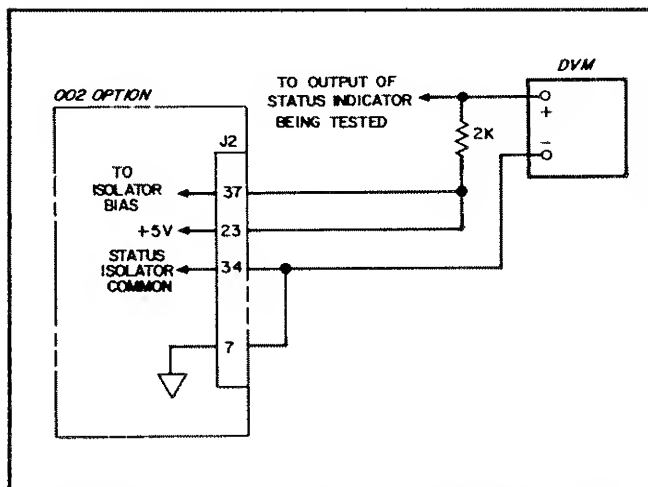 DVM
002 OPTION
TO OUTPUT OF
STATUS INDICATOR
BEING TESTED
+
-
2K
J2
TO
ISOLATOR
BIAS
37
+5V
23
STATUS
ISOLATOR
COMMON
34
7